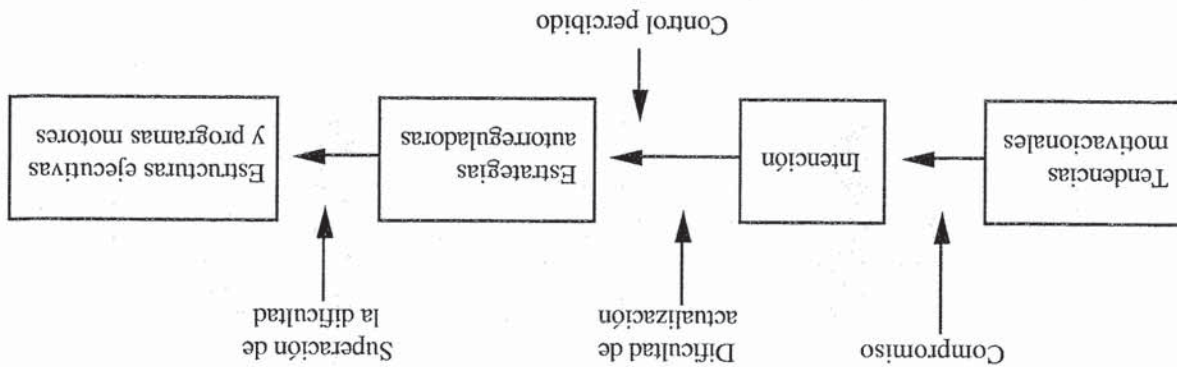 Compromiso
Dificultad de
actualización
Superación de
la dificultad
Tendencias
motivacionales
Intención
Estrategias
autorreguladoras
Estructuras ejecutivas
y programas motores
Control percibido